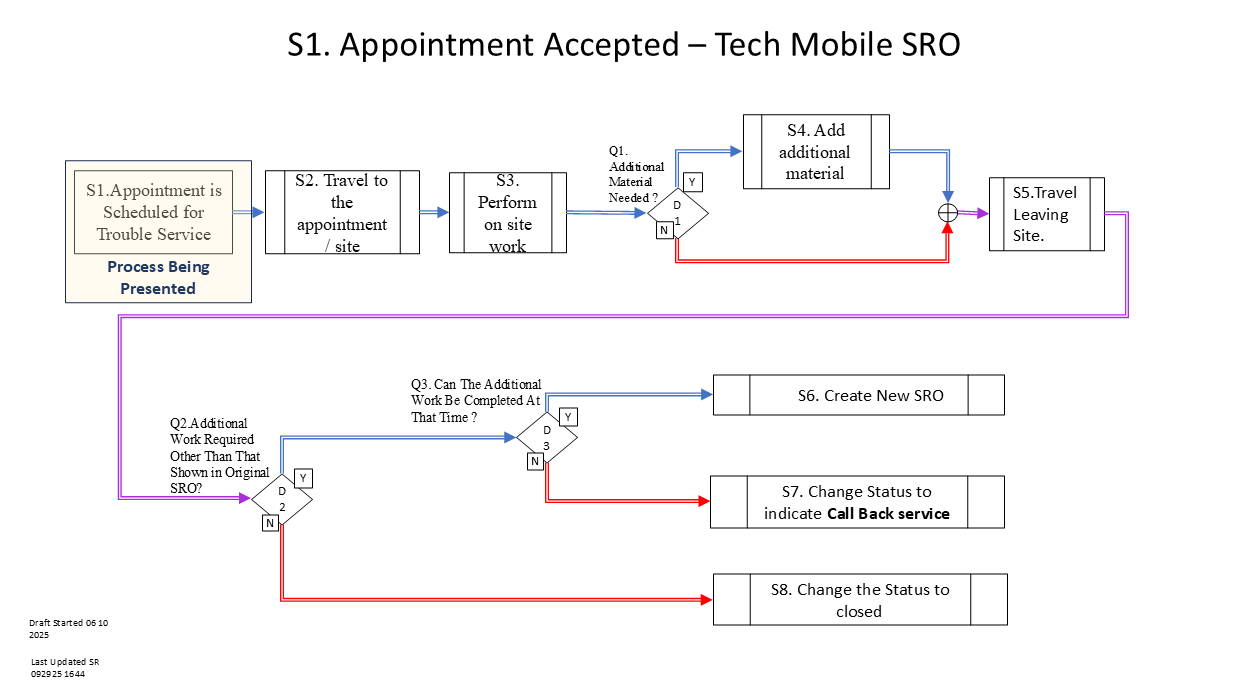 S1. Appointment Accepted – Tech Mobile SRO
S1.Appointment is
Scheduled for
Trouble Service
Process Being
Presented
S2. Travel to
the
appointment
/ site
S3.
Perform
on site
work
Q1.
Additional
Material
Needed ?
Y
D
1
N
S4. Add
additional
material
S5.Travel
Leaving
Site.
Q2.Additional
Work Required
Other Than That
Shown in Original
SRO?
Y
D
2
N
Q3. Can The Additional
Work Be Completed At
That Time ?
Y
D
3
N
S6. Create New SRO
S7. Change Status to
indicate Call Back service
S8. Change the Status to
closed
Draft Started 06 10
2025
Last Updated SR
092925 1644